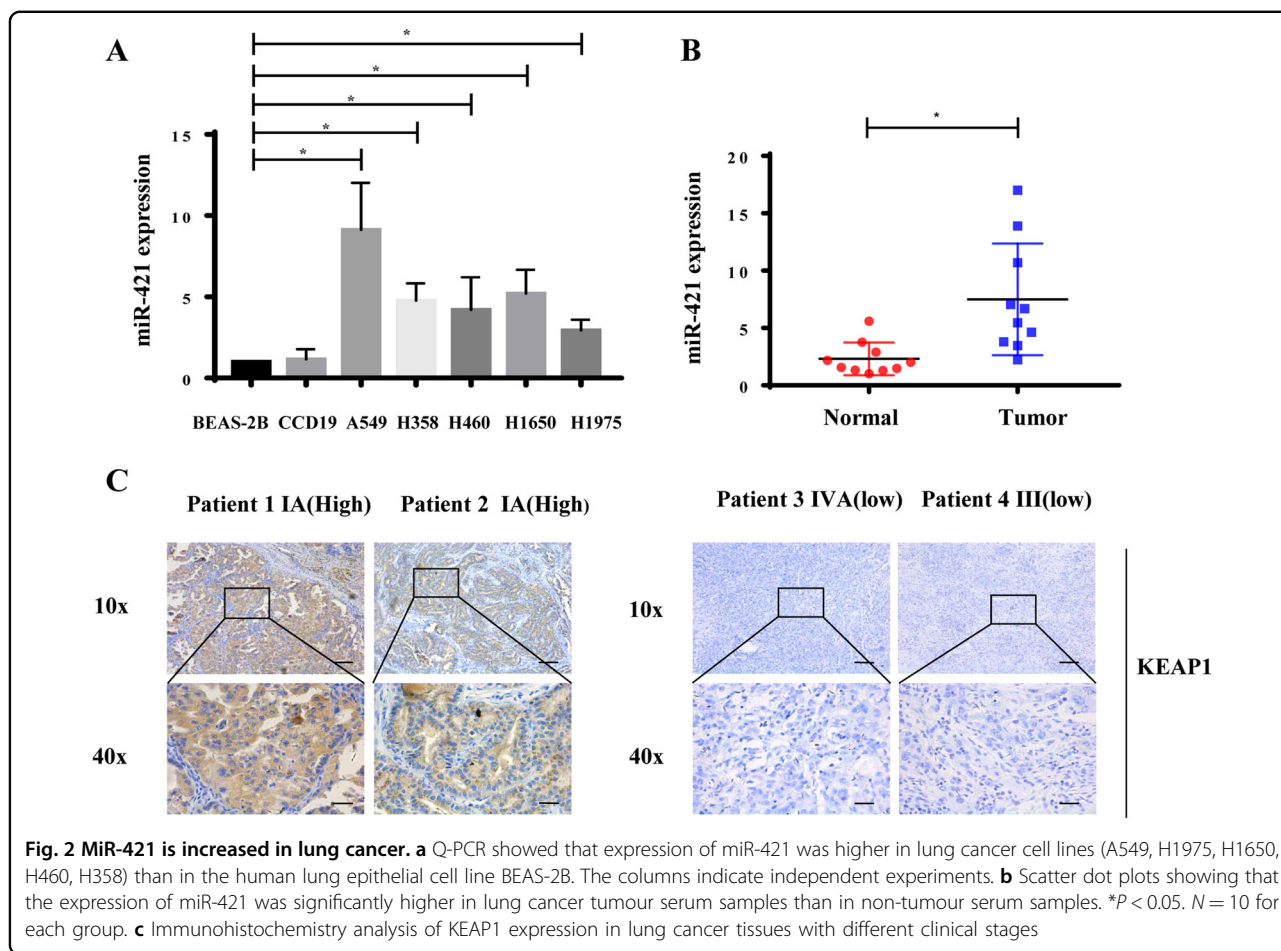 A
*
*
*
*
*
15
10
5
0
miR-421 expression
BEAS-2B CCD19 A549 H358 H460 H1650 H1975
B
*
20
15
10
5
0
miR-421 expression
Normal Tumor
C
Patient 1 IA(High) Patient 2 IA(High) Patient 3 IVA(low) Patient 4 III(low)
10x 10x
KEAP1
40x 40x
Fig. 2 MiR-421 is increased in lung cancer. a Q-PCR showed that expression of miR-421 was higher in lung cancer cell lines (A549, H1975, H1650,
H460, H358) than in the human lung epithelial cell line BEAS-2B. The columns indicate independent experiments. b Scatter dot plots showing that
the expression of miR-421 was significantly higher in lung cancer tumour serum samples than in non-tumour serum samples. *P < 0.05. N = 10 for
each group. c Immunohistochemistry analysis of KEAP1 expression in lung cancer tissues with different clinical stages